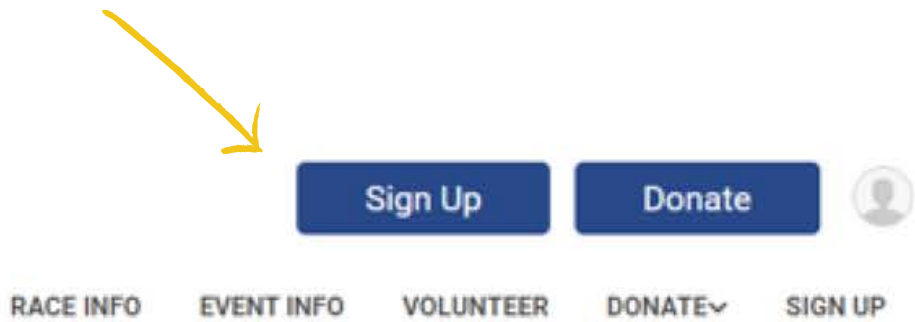 Sign Up Donate
RACE INFO EVENT INFO VOLUNTEER DONATE SIGN UP